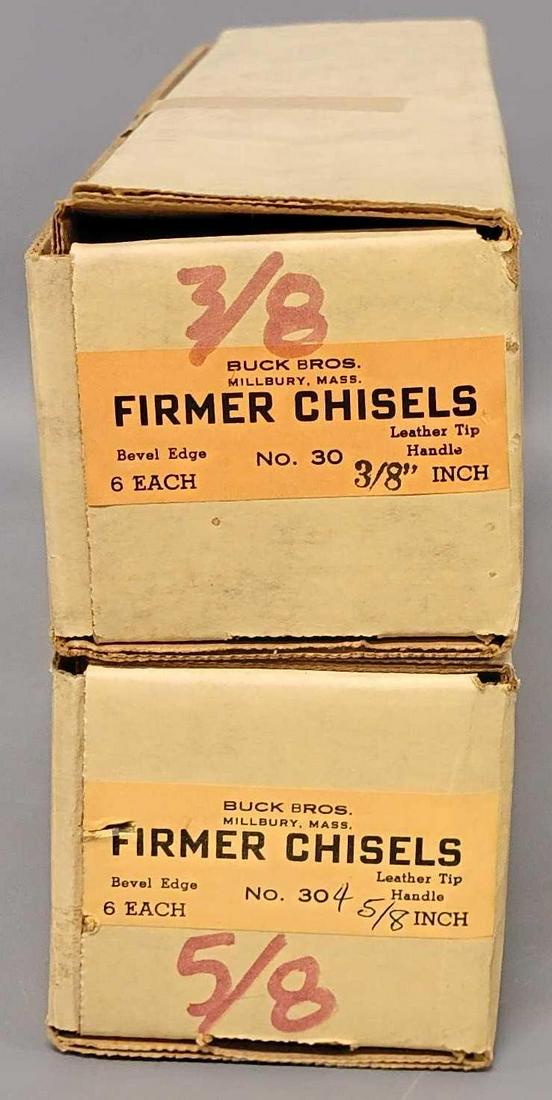 3/8
BUCK BROS.
MILLBURY, MASS.
FIRMER CHISELS
Bevel Edge No. 30 Leather Tip Handle
6 EACH 3/8" INCH
BUCK BROS.
MILLBURY, MASS.
FIRMER CHISELS
Bevel Edge No. 304 Leather Tip Handle
6 EACH 5/8 INCH
5/8